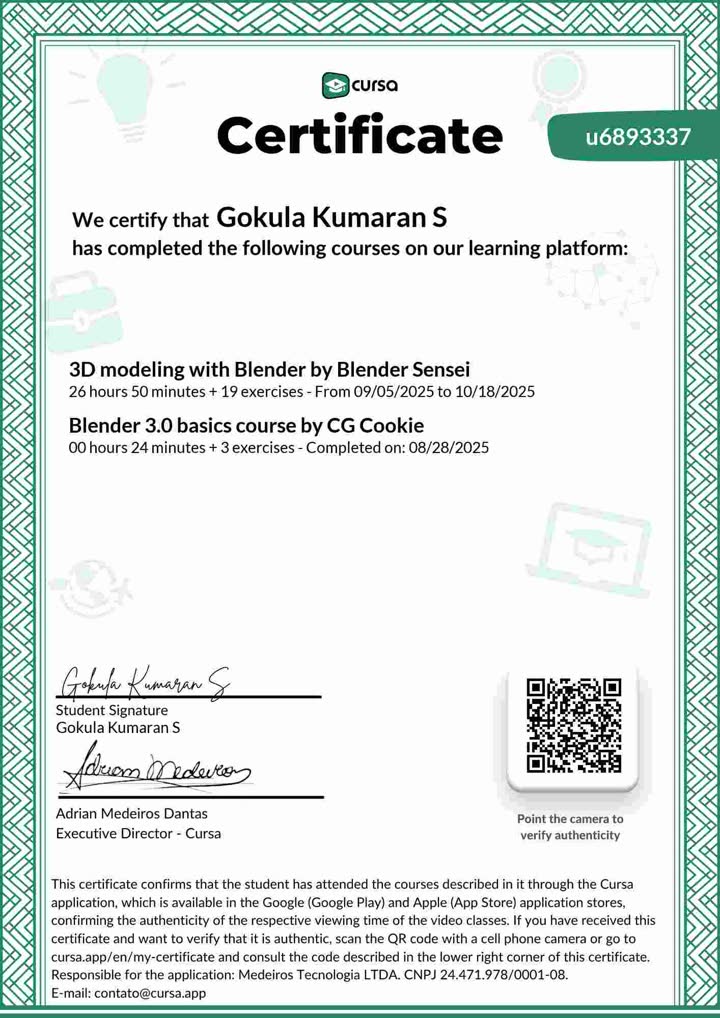 cursa
Certificate
u6893337
We certify that Gokula Kumaran S
has completed the following courses on our learning platform:
3D modeling with Blender by Blender Sensei
26 hours 50 minutes + 19 exercises - From 09/05/2025 to 10/18/2025
Blender 3.0 basics course by CG Cookie
00 hours 24 minutes + 3 exercises - Completed on: 08/28/2025
Gokula Kumaran S
Student Signature
Gokula Kumaran S
Adriam Medeiros
Adrian Medeiros Dantas
Executive Director - Cursa
Point the camera to
verify authenticity
This certificate confirms that the student has attended the courses described in it through the Cursa
application, which is available in the Google (Google Play) and Apple (App Store) application stores,
confirming the authenticity of the respective viewing time of the video classes. If you have received this
certificate and want to verify that it is authentic, scan the QR code with a cell phone camera or go to
cursa.app/en/my-certificate and consult the code described in the lower right corner of this certificate.
Responsible for the application: Medeiros Tecnologia LTDA. CNPJ 24.471.978/0001-08.
E-mail: contato@cursa.app